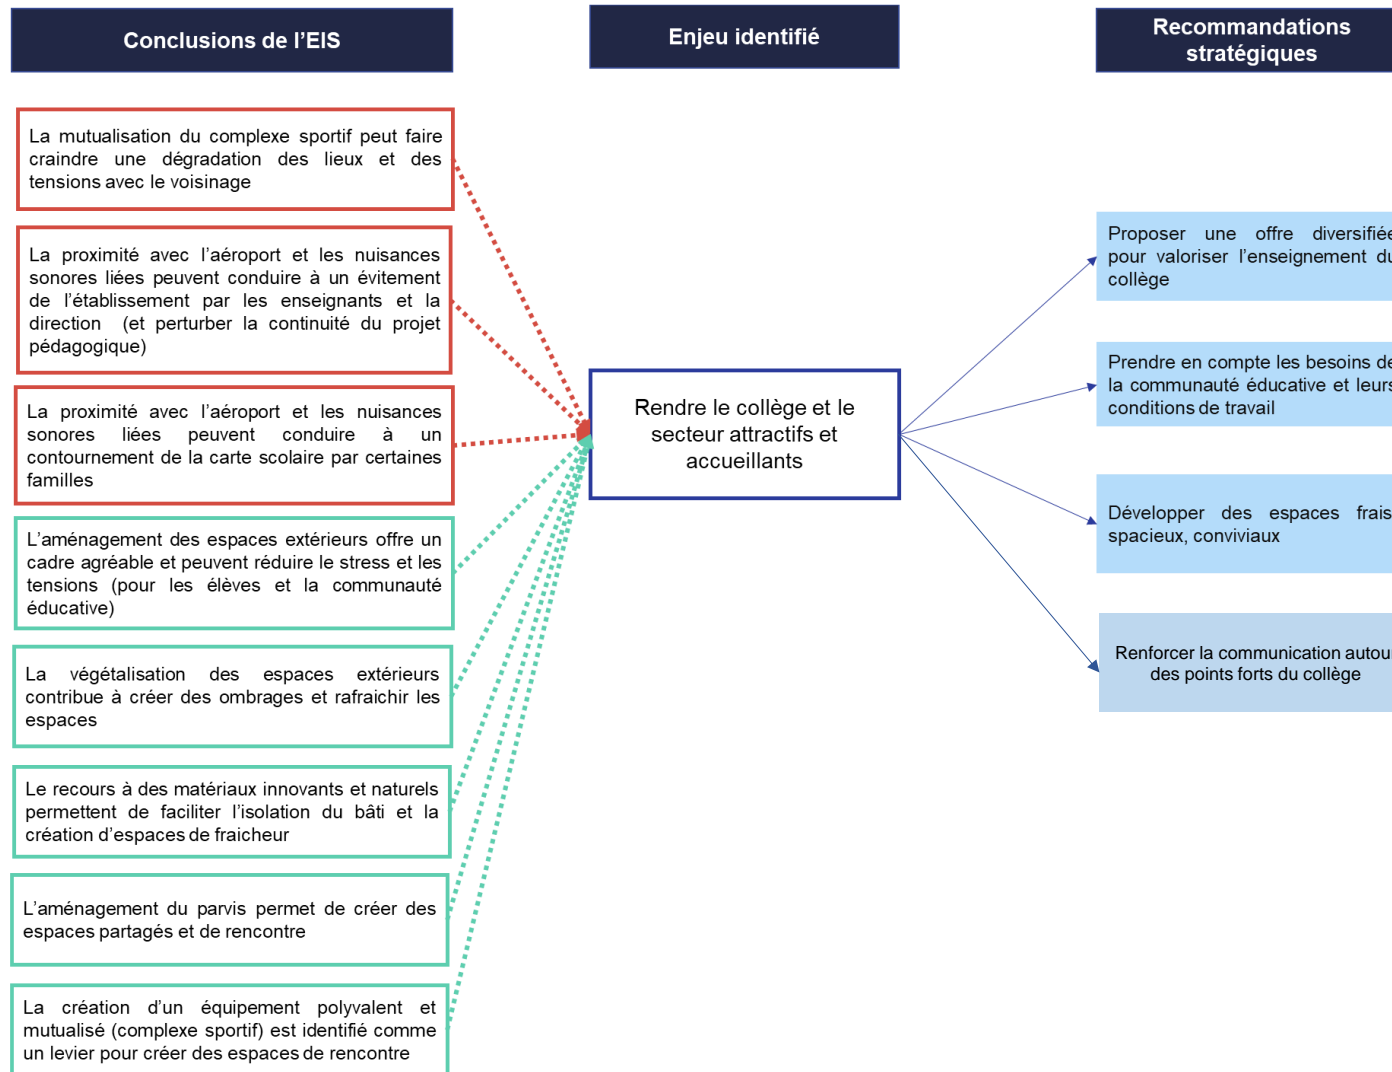 Conclusions de l’EIS
Enjeu identifié
Recommandations
stratégiques
La mutualisation du complexe sportif peut faire
craindre une dégradation des lieux et des
tensions avec le voisinage
La proximité avec l’aéroport et les nuisances
sonores liées peuvent conduire à un évitement
de l’établissement par les enseignants et la
direction (et perturber la continuité du projet
pédagogique)
La proximité avec l’aéroport et les nuisances
sonores liées peuvent conduire à un
contournement de la carte scolaire par certaines
familles
L’aménagement des espaces extérieurs offre un
cadre agréable et peuvent réduire le stress et les
tensions (pour les élèves et la communauté
éducative)
La végétalisation des espaces extérieurs
contribue à créer des ombrages et rafraichir les
espaces
Le recours à des matériaux innovants et naturels
permettent de faciliter l’isolation du bâti et la
création d’espaces de fraicheur
L’aménagement du parvis permet de créer des
espaces partagés et de rencontre
La création d’un équipement polyvalent et
mutualisé (complexe sportif) est identifié comme
un levier pour créer des espaces de rencontre
Rendre le collège et le
secteur attractifs et
accueillants
Proposer une offre diversifiée
pour valoriser l’enseignement du
collège
Prendre en compte les besoins de
la communauté éducative et leurs
conditions de travail
Développer des espaces frais,
spacieux, conviviaux
Renforcer la communication autour
des points forts du collège